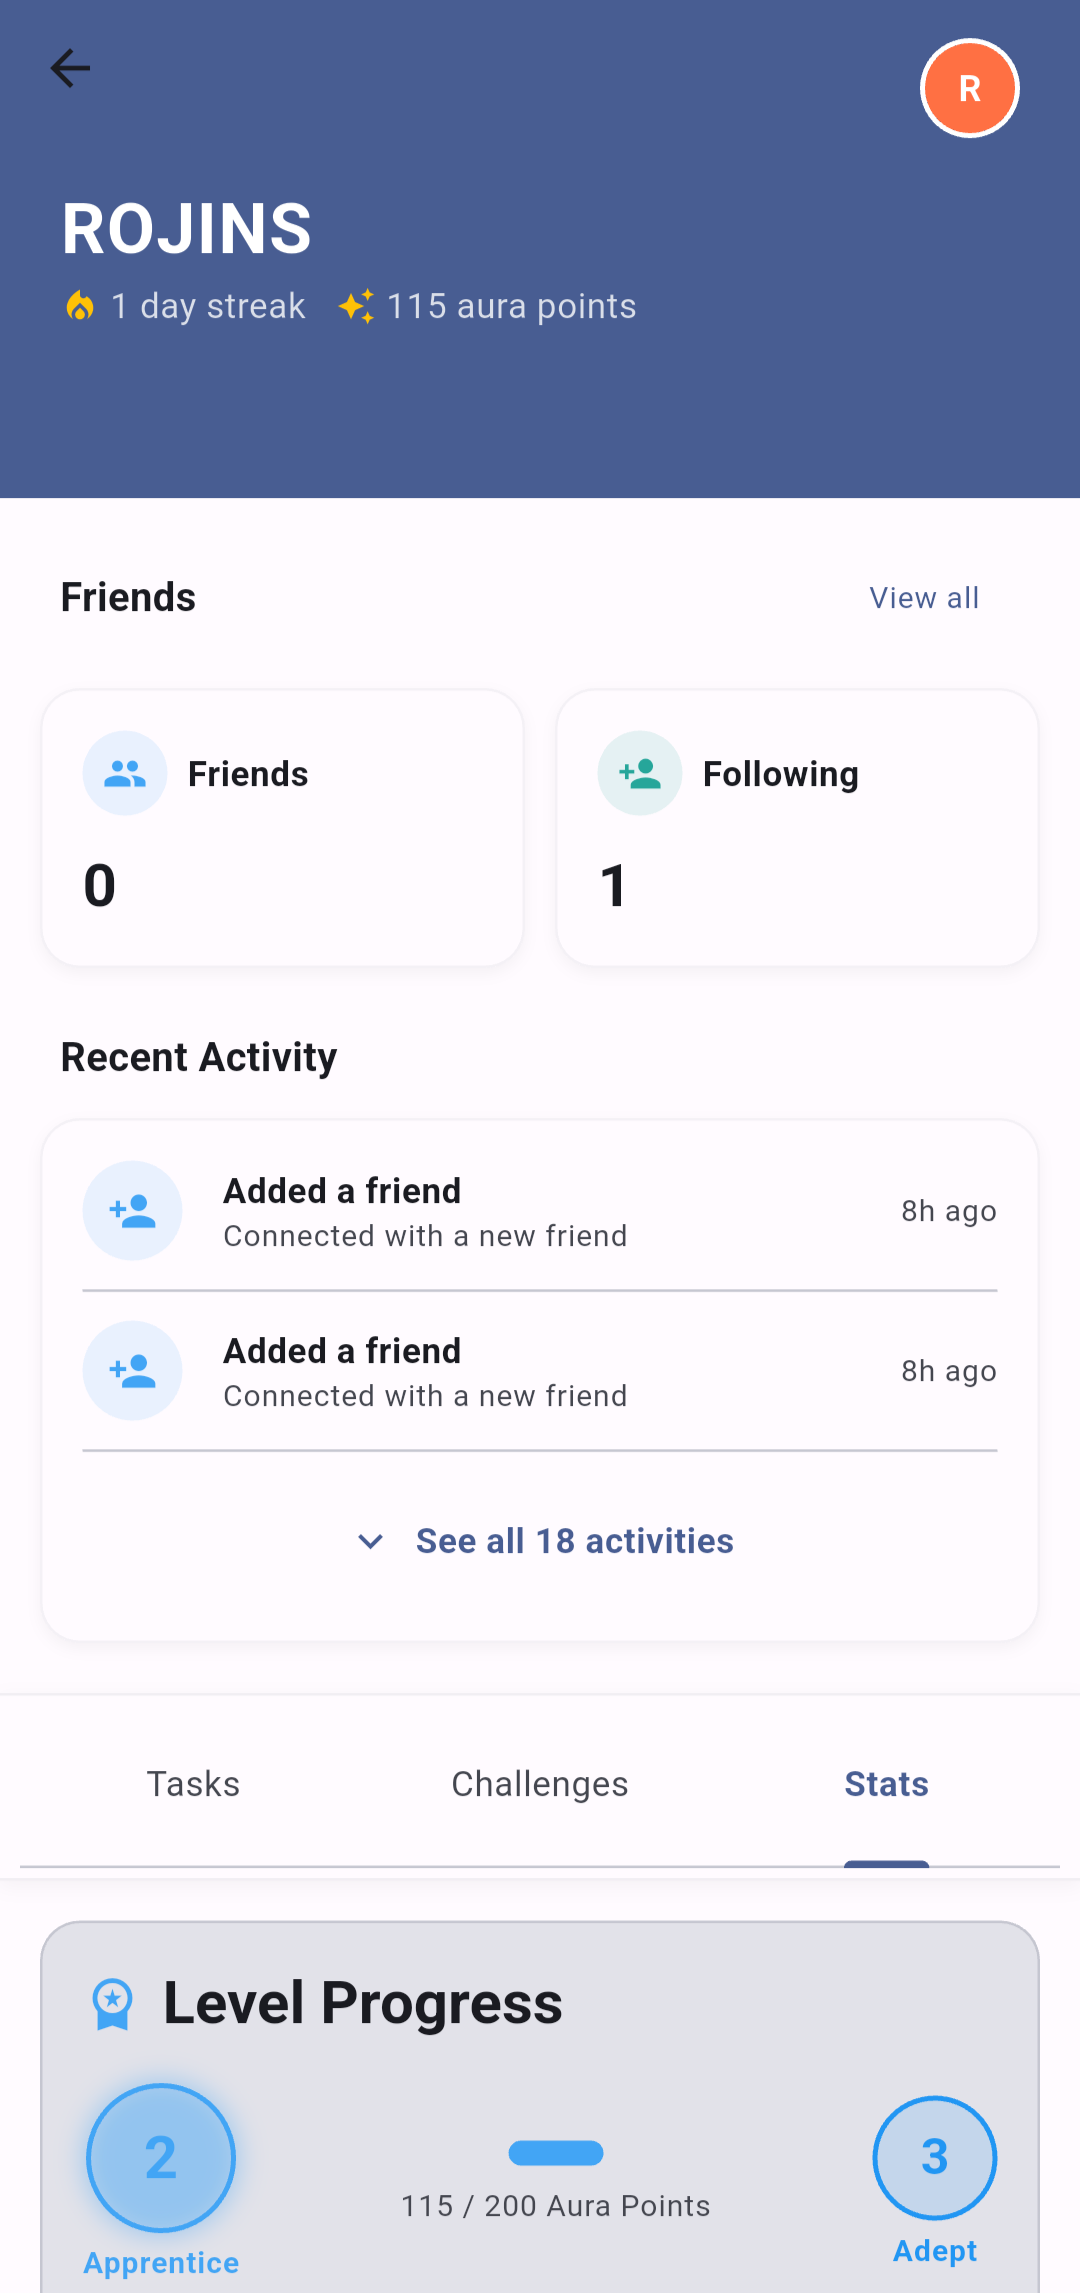 R
ROJINS
1 day streak 115 aura points
Friends View all
Friends
0
Following
1
Recent Activity
Added a friend
Connected with a new friend
8h ago
Added a friend
Connected with a new friend
8h ago
See all 18 activities
Tasks Challenges Stats
Level Progress
2
Apprentice
115 / 200 Aura Points
3
Adept